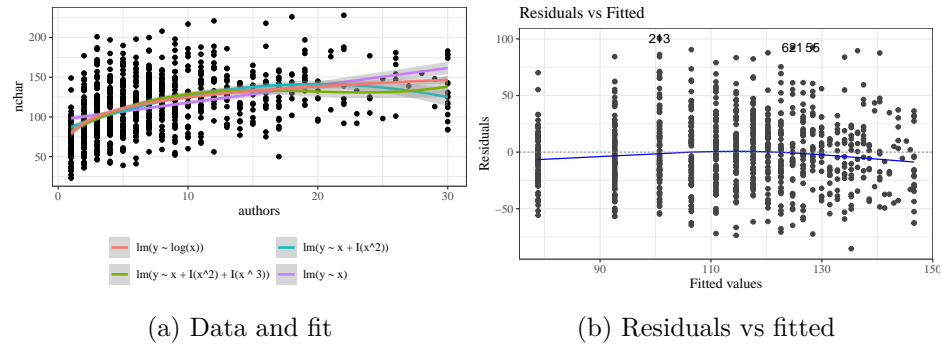 200
150
100
50
nchar
0
10
20
30
authors
lm(y ~ log(x))
lm(y ~ x + I(x^2))
lm(y ~ x + I(x^2) + I(x ^ 3))
lm(y ~ x)
(a) Data and fit
Residuals vs Fitted
100
50
0
−50
Residuals
213
90
110
130
150
Fitted values
(b) Residuals vs fitted